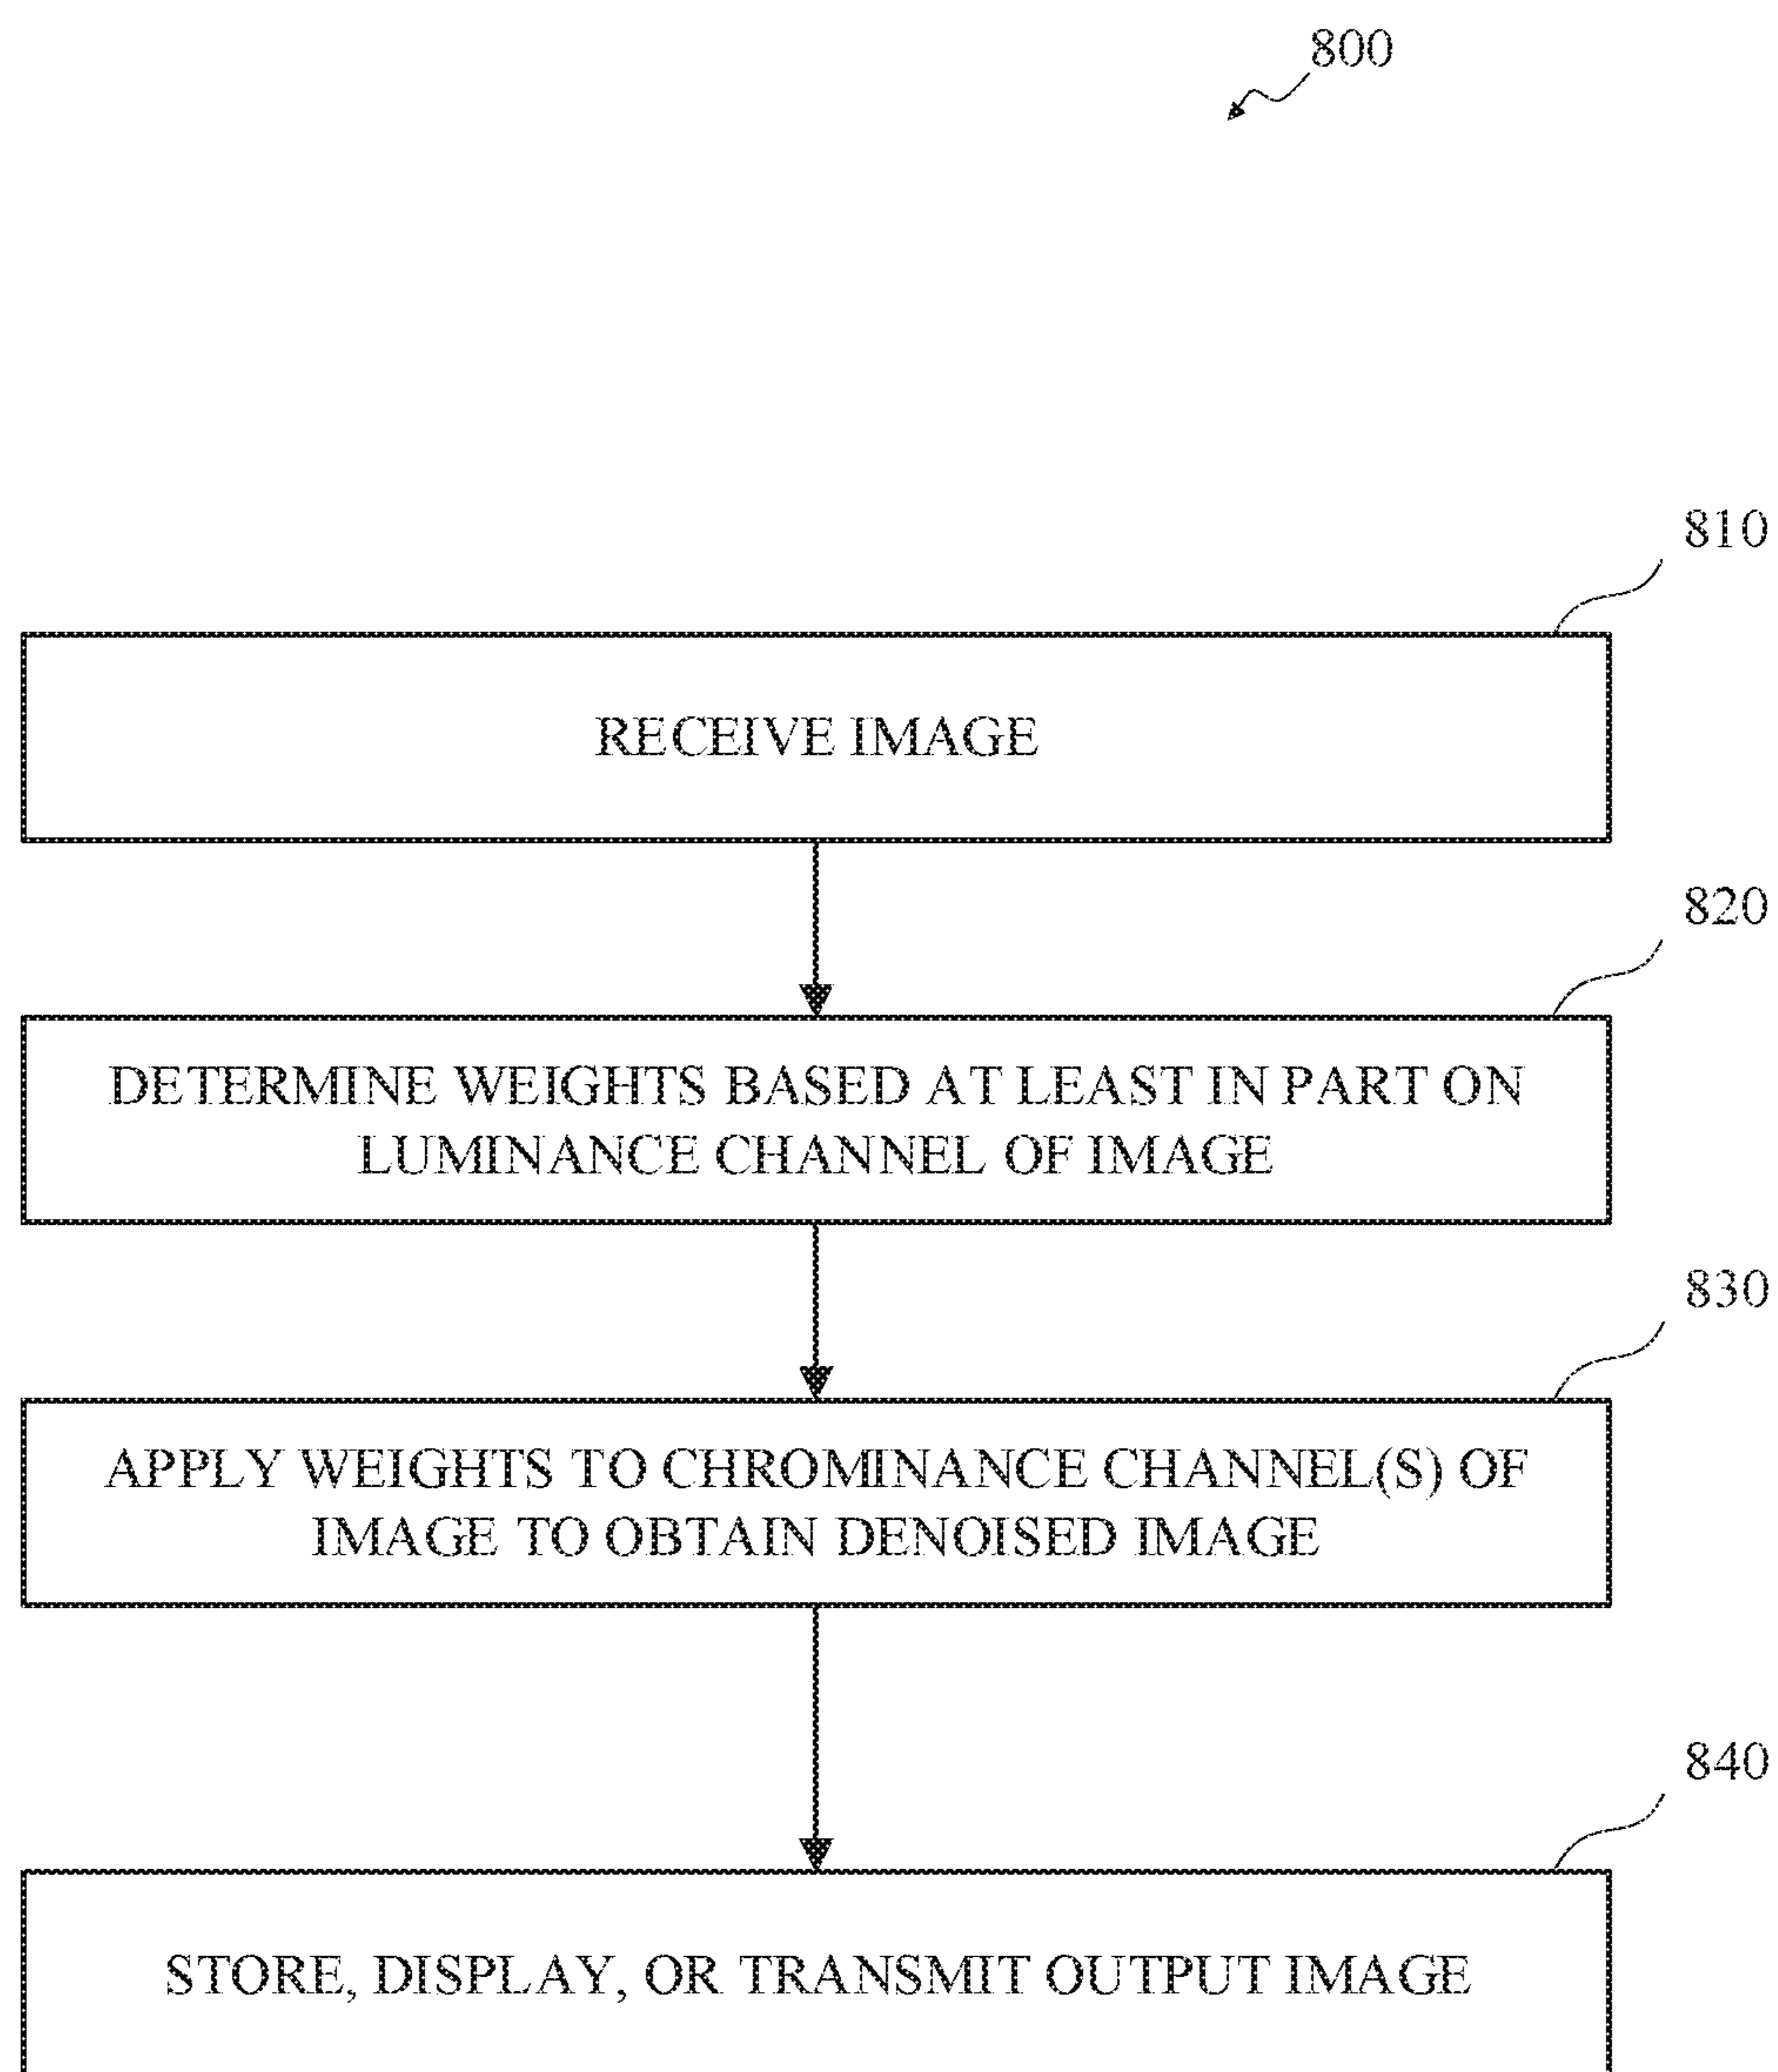 800
810
RECEIVE IMAGE
820
DETERMINE WEIGHTS BASED AT LEAST IN PART ON
LUMINANCE CHANNEL OF IMAGE
830
APPLY WEIGHTS TO CHROMINANCE CHANNEL(S) OF
IMAGE TO OBTAIN DENOISED IMAGE
840
STORE, DISPLAY, OR TRANSMIT OUTPUT IMAGE